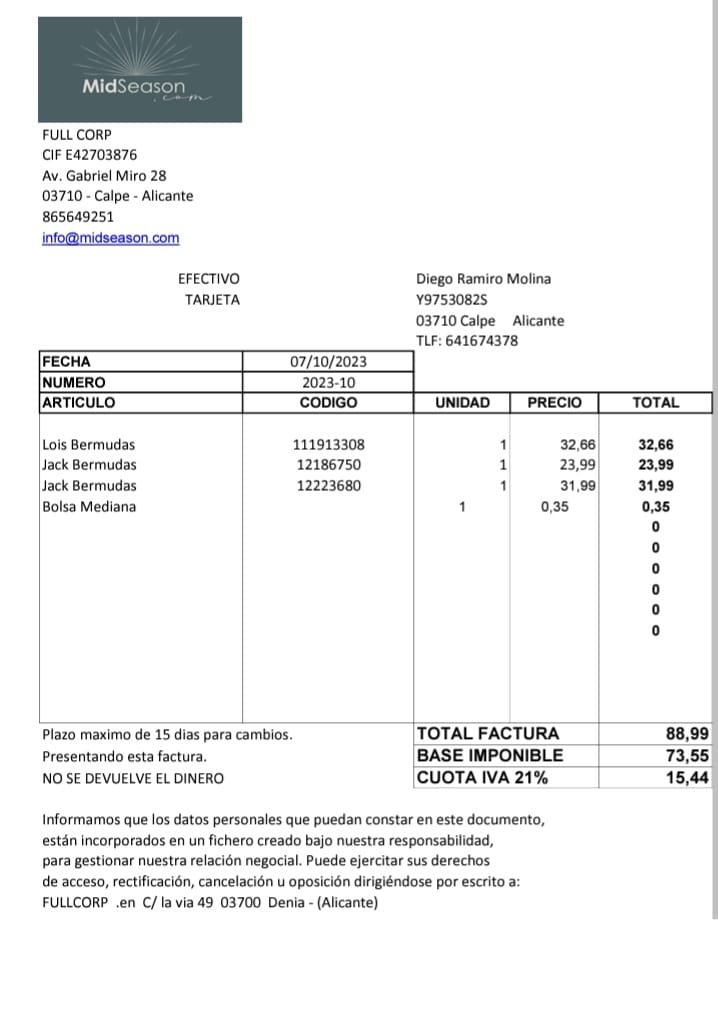 MidSeason
.com
FULL CORP
CIF E42703876
Av. Gabriel Miro 28
03710 - Calpe - Alicante
865649251
info@midseason.com
EFECTIVO Diego Ramiro Molina
TARJETA Y9753082S
03710 Calpe Alicante
TLF: 641674378
FECHA 07/10/2023
NUMERO 2023-10
ARTICULO CODIGO UNIDAD PRECIO TOTAL
Lois Bermudas 111913308 1 32,66 32,66
Jack Bermudas 12186750 1 23,99 23,99
Jack Bermudas 12223680 1 31,99 31,99
Bolsa Mediana 1 0,35 0,35
0
0
0
0
0
0
Plazo maximo de 15 dias para cambios. TOTAL FACTURA 88,99
Presentando esta factura. BASE IMPONIBLE 73,55
NO SE DEVUELVE EL DINERO CUOTA IVA 21% 15,44
Informamos que los datos personales que puedan constar en este documento,
están incorporados en un fichero creado bajo nuestra responsabilidad,
para gestionar nuestra relación negocial. Puede ejercitar sus derechos
de acceso, rectificación, cancelación u oposición dirigiéndose por escrito a:
FULLCORP .en C/ la via 49 03700 Denia - (Alicante)